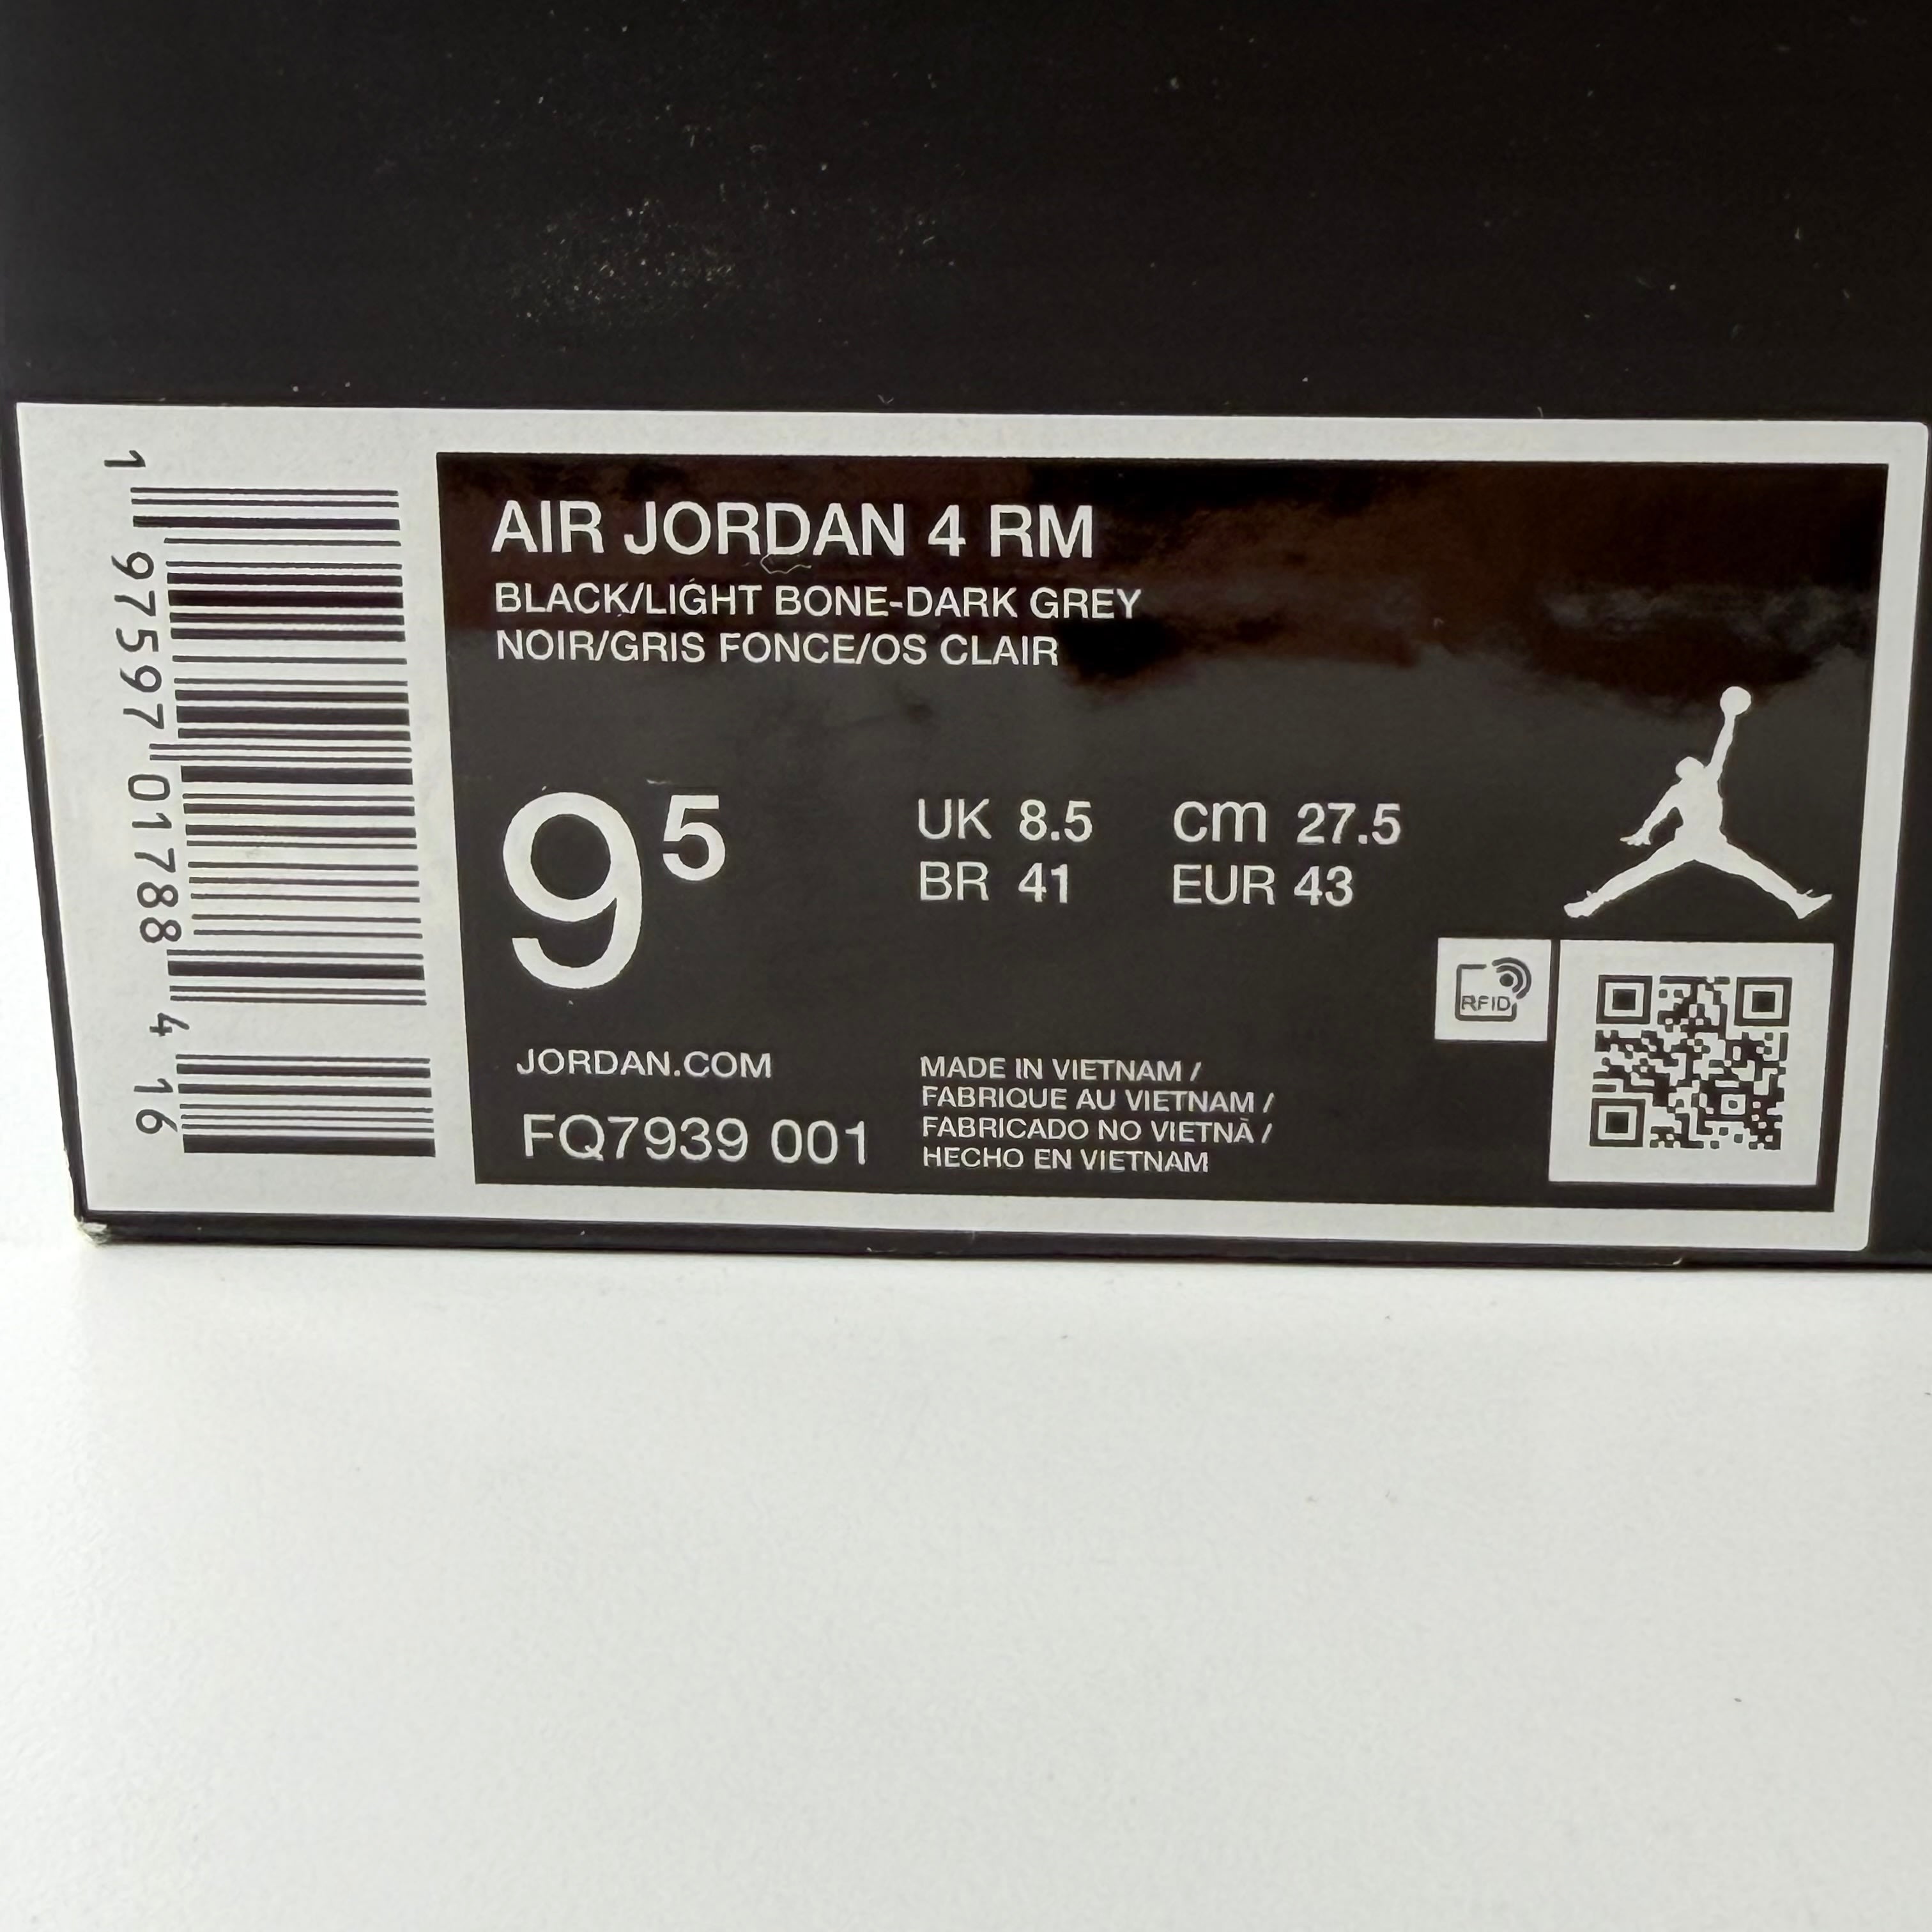 1 97597 01788 4 16
AIR JORDAN 4 RM
BLACK/LIGHT BONE-DARK GREY
NOIR/GRIS FONCE/OS CLAIR
9⁵
UK 8.5 cm 27.5
BR 41 EUR 43
RFID
JORDAN.COM
FQ7939 001
MADE IN VIETNAM /
FABRIQUE AU VIETNAM /
FABRICADO NO VIETNÃ /
HECHO EN VIETNAM